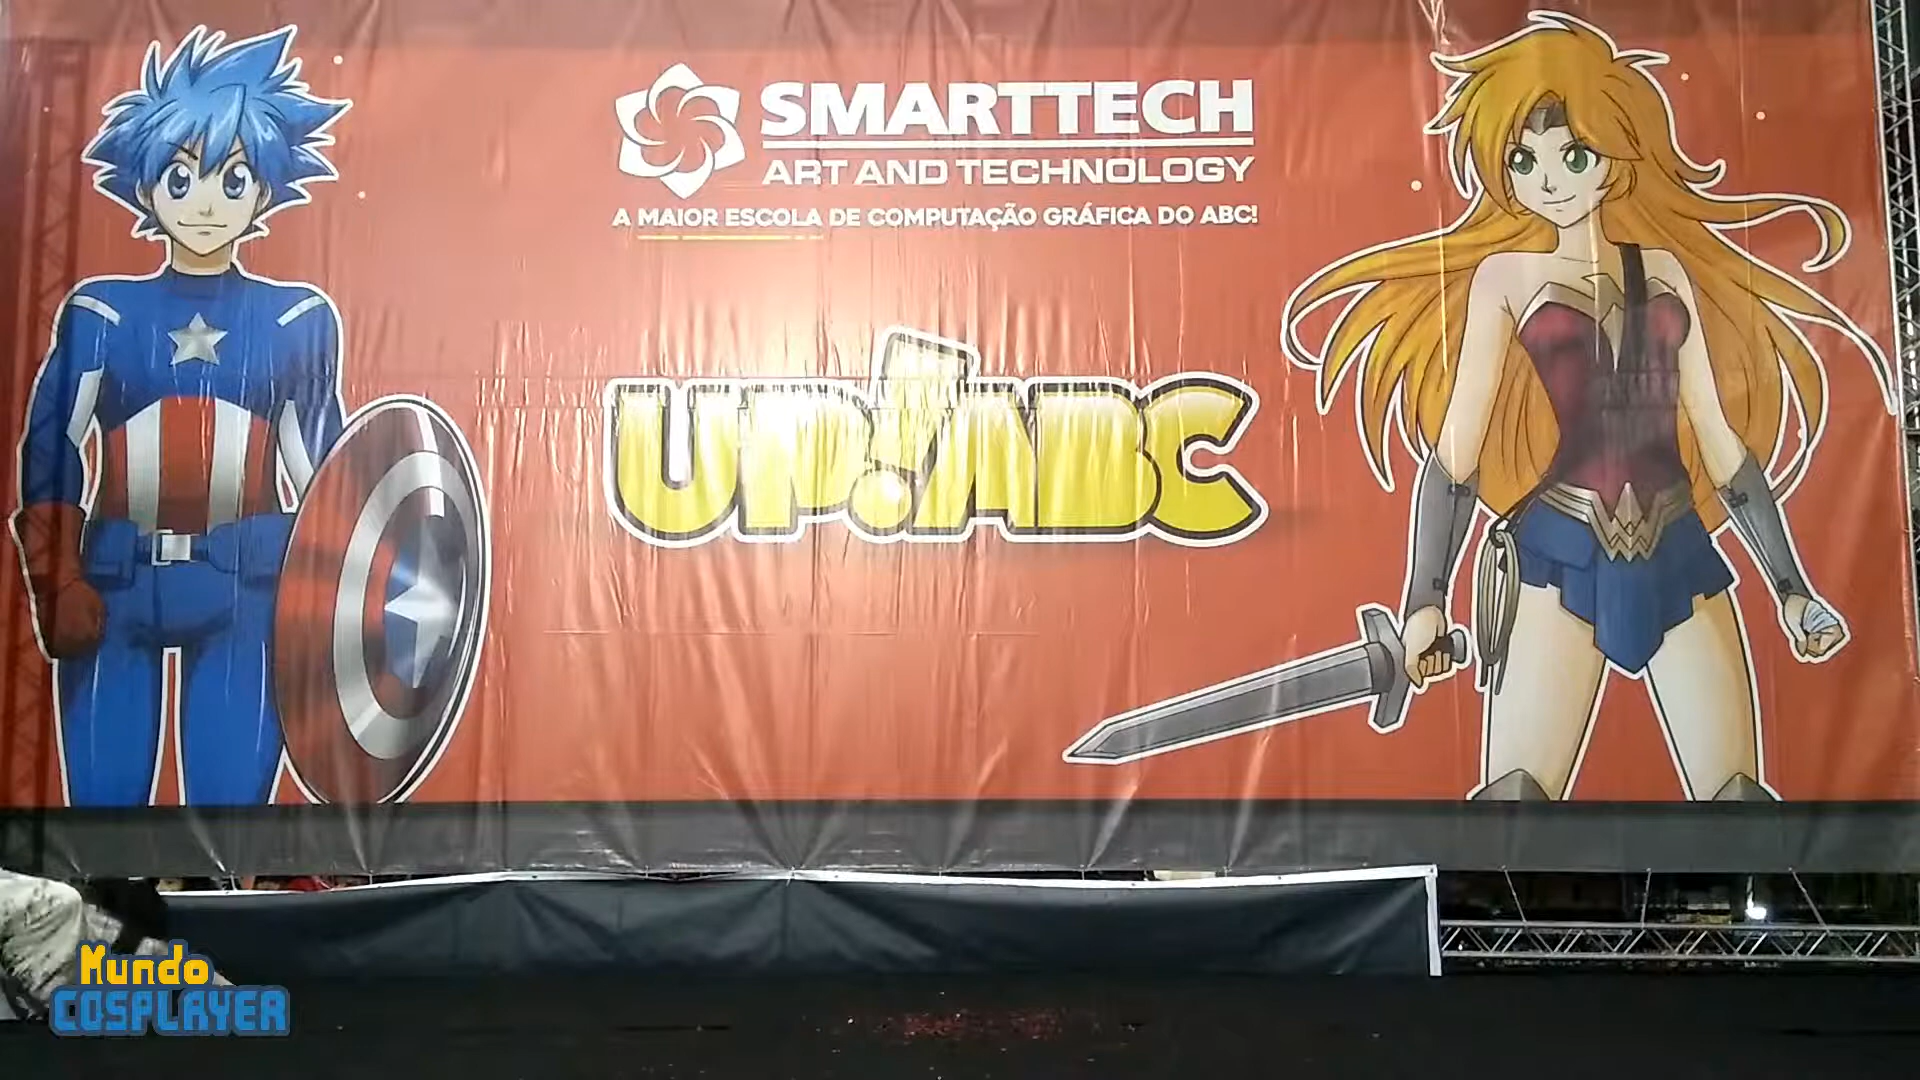 SMARTTECH
ART AND TECHNOLOGY
A MAIOR ESCOLA DE COMPUTAÇÃO GRÁFICA DO ABC!
UP!ABC
Mundo
COSPLAYER